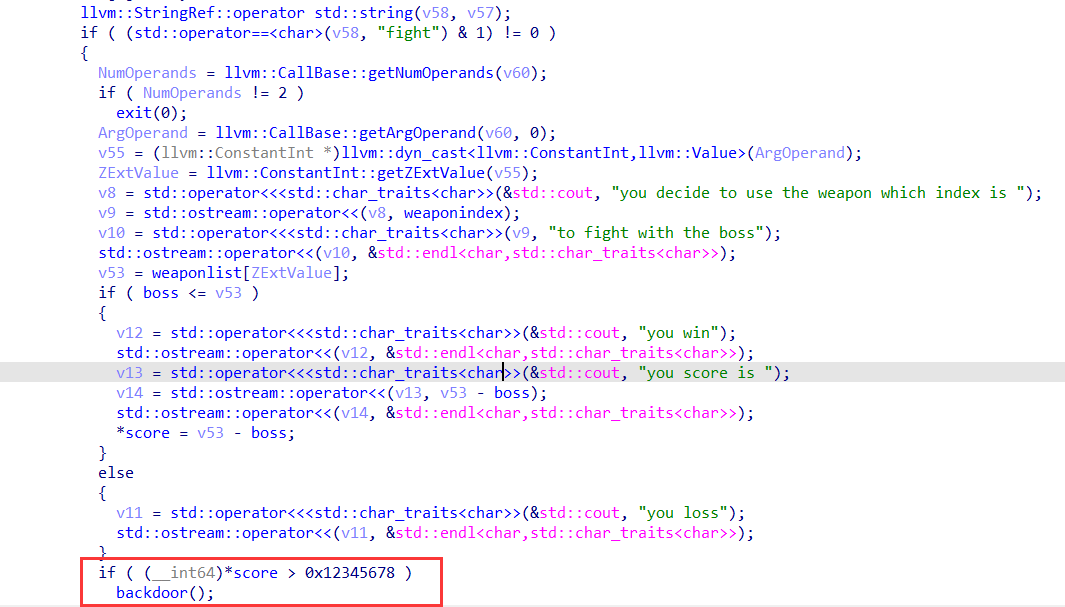 llvm::StringRef::operator std::string(v58, v57);
if ( (std::operator==<char>(v58, "fight") & 1) != 0 )
{
NumOperands = llvm::CallBase::getNumOperands(v60);
if ( NumOperands != 2 )
exit(0);
ArgOperand = llvm::CallBase::getArgOperand(v60, 0);
v55 = (llvm::ConstantInt *)llvm::dyn_cast<llvm::ConstantInt,llvm::Value>(ArgOperand);
ZExtValue = llvm::ConstantInt::getZExtValue(v55);
v8 = std::operator<<<std::char_traits<char>>(&std::cout, "you decide to use the weapon which index is ");
v9 = std::ostream::operator<<(v8, weaponindex);
v10 = std::operator<<<std::char_traits<char>>(v9, "to fight with the boss");
std::ostream::operator<<(v10, &std::endl<char,std::char_traits<char>>);
v53 = weaponlist[ZExtValue];
if ( boss <= v53 )
{
v12 = std::operator<<<std::char_traits<char>>(&std::cout, "you win");
std::ostream::operator<<(v12, &std::endl<char,std::char_traits<char>>);
v13 = std::operator<<<std::char_traits<char>>(&std::cout, "you score is ");
v14 = std::ostream::operator<<(v13, v53 - boss);
std::ostream::operator<<(v14, &std::endl<char,std::char_traits<char>>);
*score = v53 - boss;
}
else
{
v11 = std::operator<<<std::char_traits<char>>(&std::cout, "you loss");
std::ostream::operator<<(v11, &std::endl<char,std::char_traits<char>>);
}
if ( (__int64)*score > 0x12345678 )
backdoor();